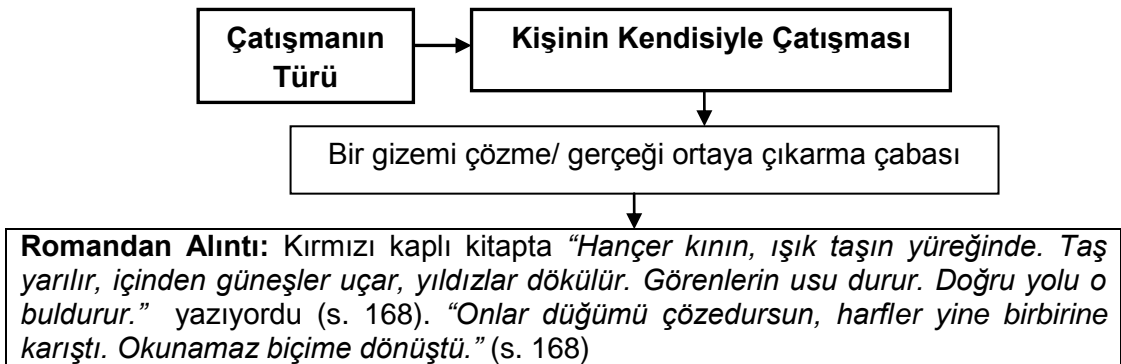 Çatışmanın
Türü
Kişinin Kendisiyle Çatışması
Bir gizemi çözme/ gerçeği ortaya çıkarma çabası
Romandan Alıntı: Kırmızı kaplı kitapta “Hançer kının, ışık taşın yüreğinde. Taş
yarılır, içinden güneşler uçar, yıldızlar dökülür. Görenlerin usu durur. Doğru yolu o
buldurur.” yazıyordu (s. 168). “Onlar düğümü çözedursun, harfler yine birbirine
karıştı. Okunamaz biçime dönüştü.” (s. 168)